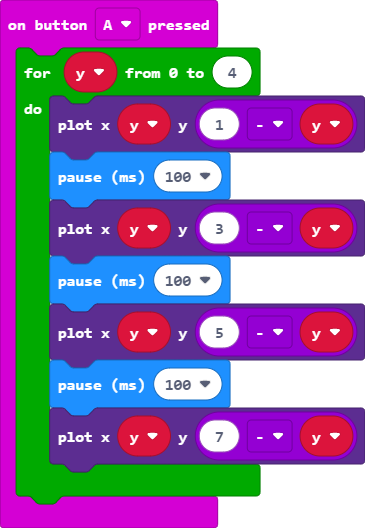 on button A pressed
for y from 0 to 4
do
plot x y y 1 - y
pause (ms) 100
plot x y y 3 - y
pause (ms) 100
plot x y y 5 - y
pause (ms) 100
plot x y y 7 - y